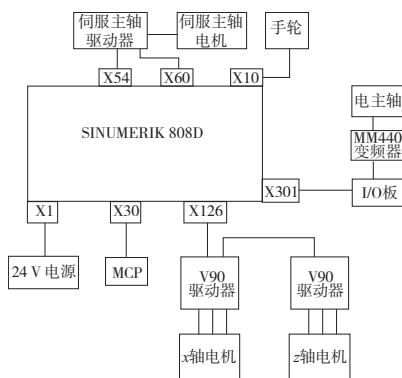 伺服主轴
驱动器
伺服主轴
电机
手轮
X54
X60
X10
电主轴
SINUMERIK 808D
MM440
变频器
X301
I/O板
X1
X30
X126
24 V 电源
MCP
V90
驱动器
V90
驱动器
x轴电机
z轴电机